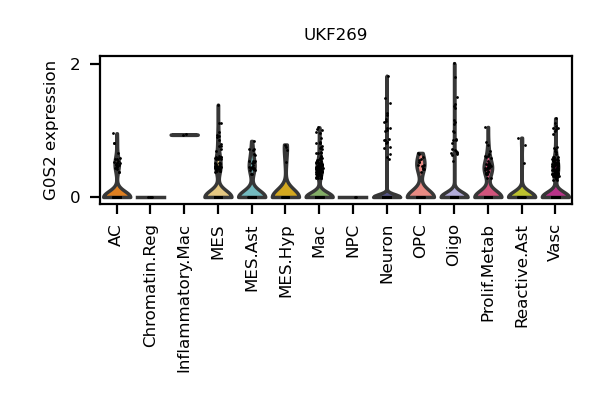 UKF269
G0S2 expression
2
0
AC
Chromatin.Reg
Inflammatory.Mac
MES
MES.Ast
MES.Hyp
Mac
NPC
Neuron
OPC
Oligo
Prolif.Metab
Reactive.Ast
Vasc